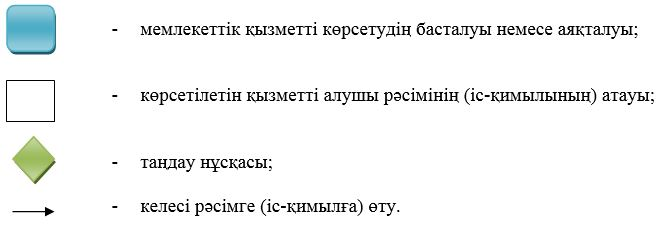 - мемлекеттік қызметті көрсетудің басталуы немесе аяқталуы;
- көрсетілетін қызметті алушы рәсімінің (іс-қимылының) атауы;
- таңдау нұсқасы;
- келесі рәсімге (іс-қимылға) өту.